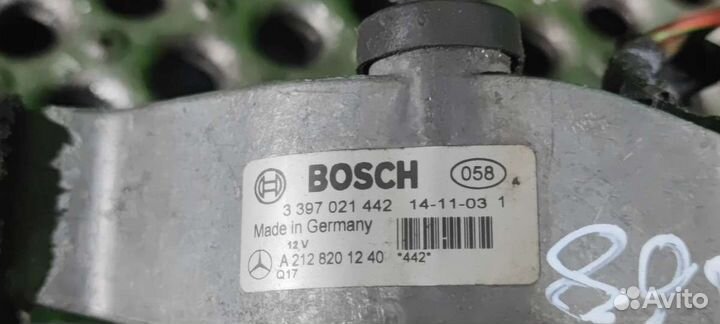 BOSCH 058
3 397 021 442 14-11-03 1
Made in Germany
12 V
A 212 820 12 40 *442*
Q17
Avito